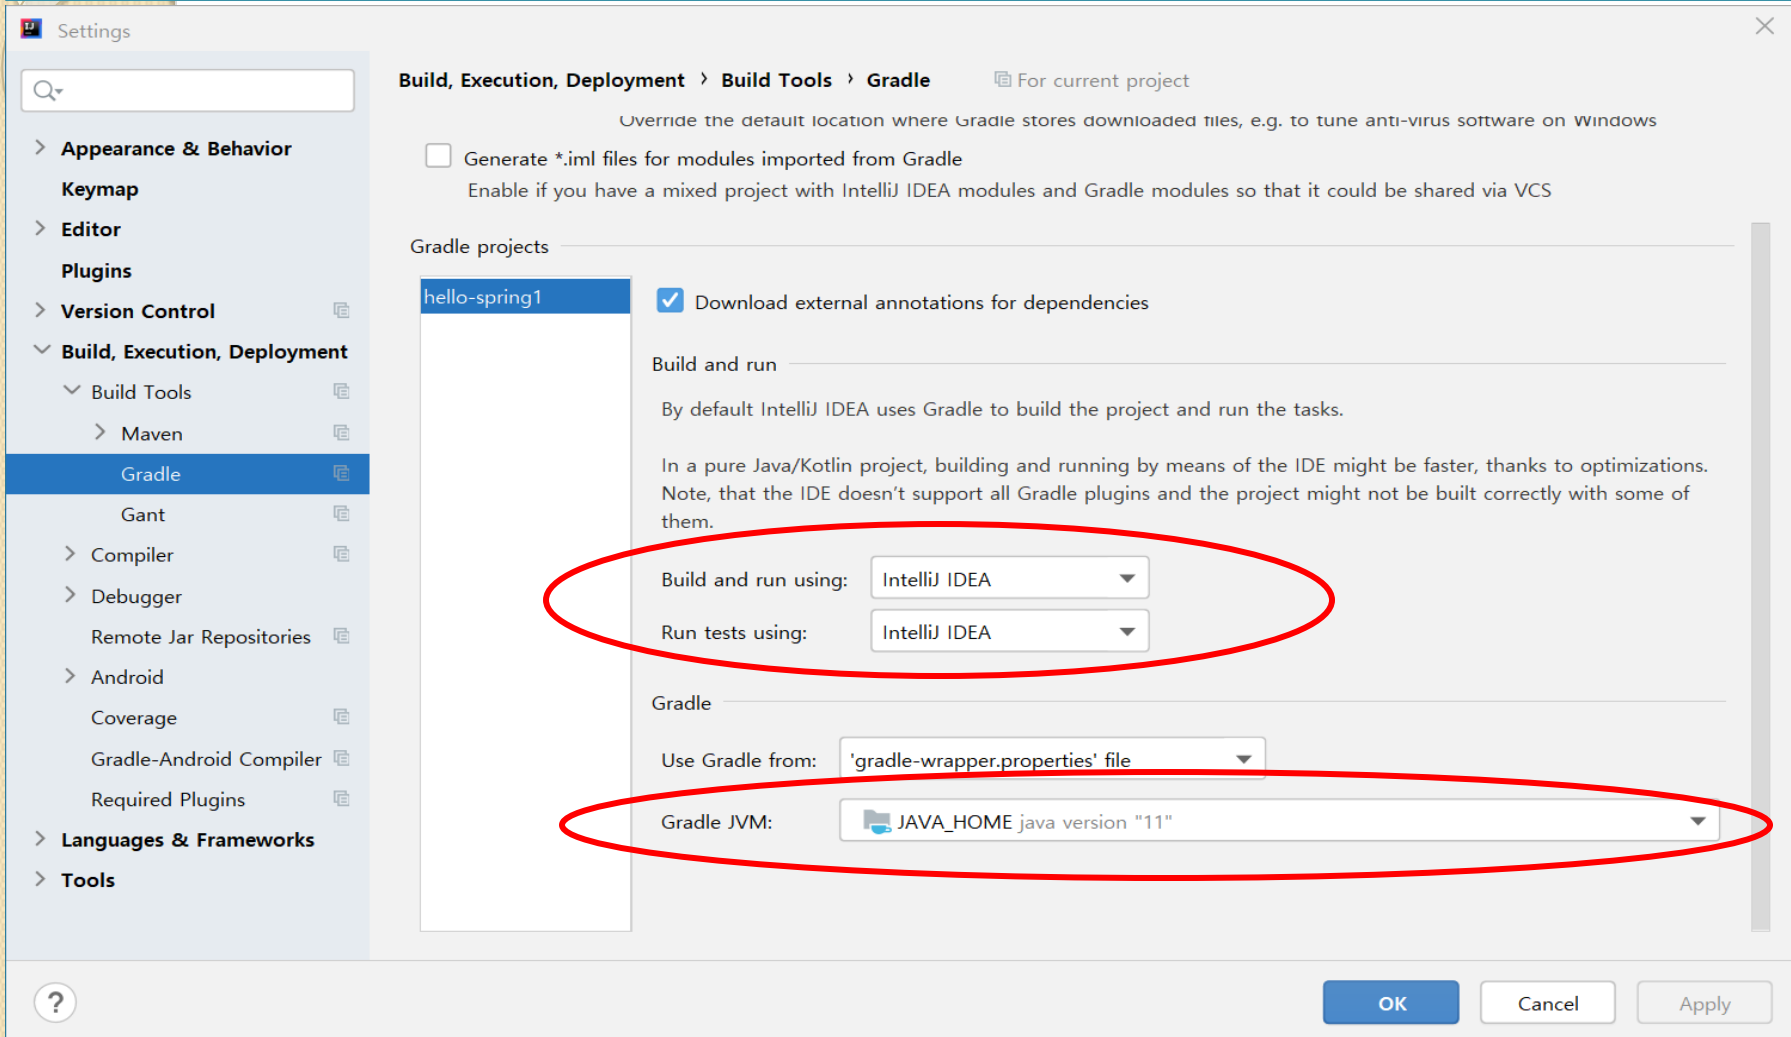 Settings
Build, Execution, Deployment › Build Tools › Gradle For current project
Override the default location where Gradle stores downloaded files, e.g. to tune anti-virus software on Windows
Generate *.iml files for modules imported from Gradle
Enable if you have a mixed project with IntelliJ IDEA modules and Gradle modules so that it could be shared via VCS
Appearance & Behavior
Keymap
Editor
Plugins
Version Control
Build, Execution, Deployment
Build Tools
Maven
Gradle
Gant
Compiler
Debugger
Remote Jar Repositories
Android
Coverage
Gradle-Android Compiler
Required Plugins
Languages & Frameworks
Tools
Gradle projects
hello-spring1
Download external annotations for dependencies
Build and run
By default IntelliJ IDEA uses Gradle to build the project and run the tasks.
In a pure Java/Kotlin project, building and running by means of the IDE might be faster, thanks to optimizations.
Note, that the IDE doesn't support all Gradle plugins and the project might not be built correctly with some of
them.
Build and run using: IntelliJ IDEA
Run tests using: IntelliJ IDEA
Gradle
Use Gradle from: 'gradle-wrapper.properties' file
Gradle JVM: JAVA_HOME java version "11"
?
OK Cancel Apply